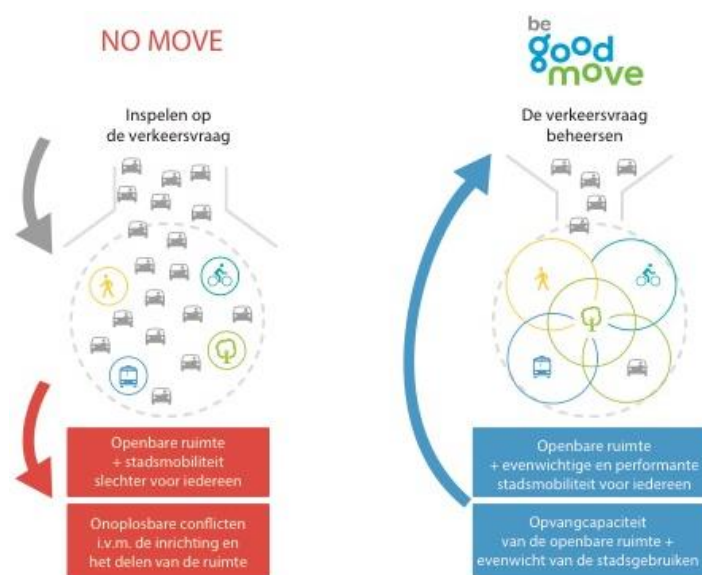 NO MOVE
Inspelen op
de verkeersvraag
Openbare ruimte
+ stadsmobiliteit
slechter voor iedereen
Onoplosbare conflicten
i.v.m. de inrichting en
het delen van de ruimte
be
good
move
De verkeersvraag
beheersen
Openbare ruimte
+ evenwichtige en performante
stadsmobiliteit voor iedereen
Opvangcapaciteit
van de openbare ruimte +
evenwicht van de stadsgebruiken